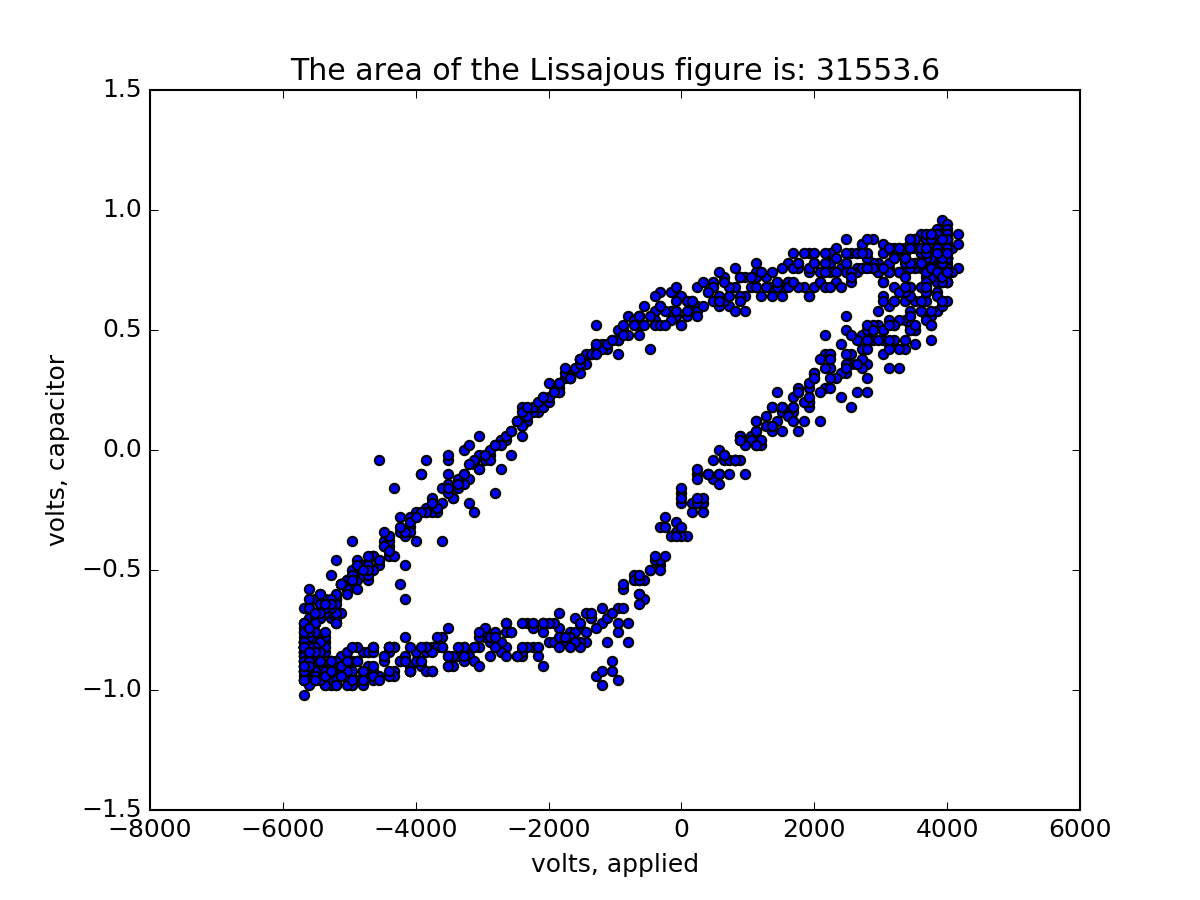 The area of the Lissajous figure is: 31553.6
1.5
1.0
0.5
0.0
−0.5
−1.0
−1.5
volts, capacitor
−8000 −6000 −4000 −2000 0 2000 4000 6000
volts, applied